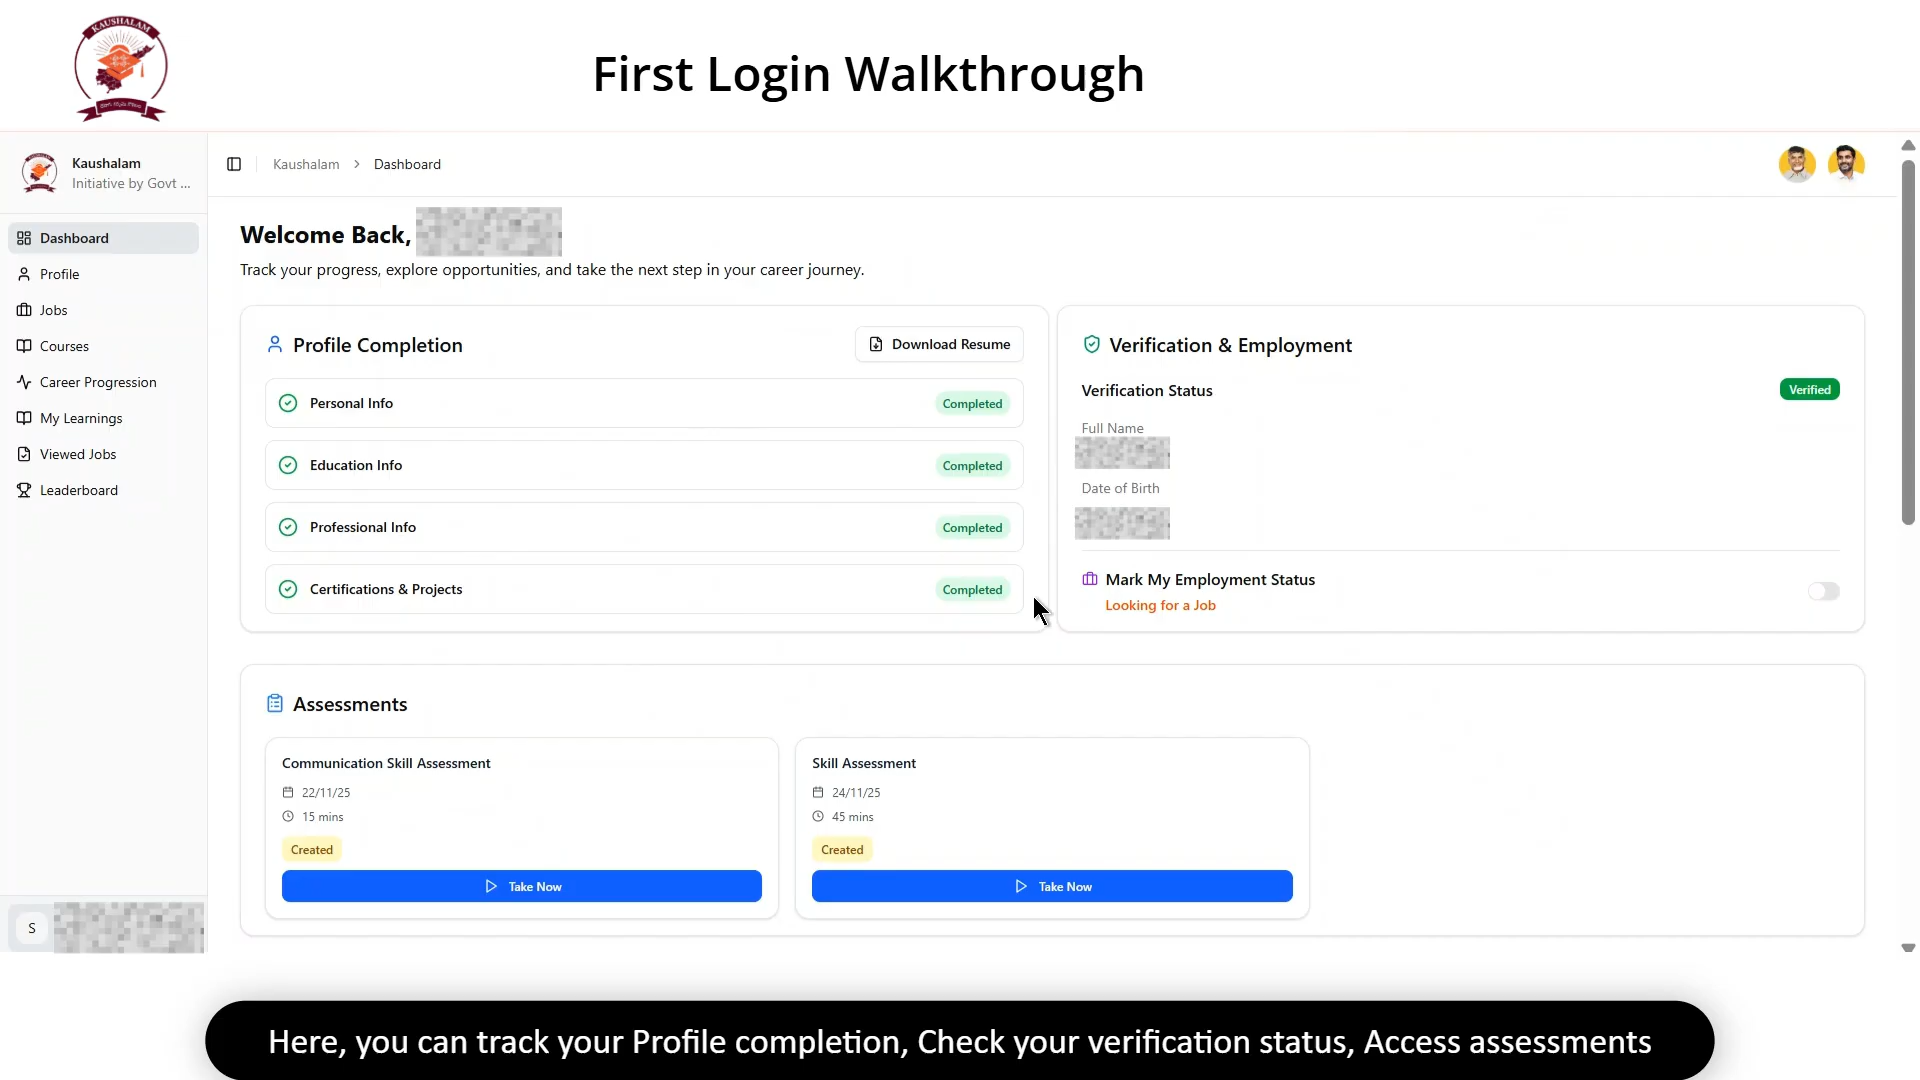 KAUSHALAM
First Login Walkthrough
Kaushalam
Initiative by Govt ...
Kaushalam > Dashboard
Dashboard
Profile
Jobs
Courses
Career Progression
My Learnings
Viewed Jobs
Leaderboard
S
Welcome Back,
Track your progress, explore opportunities, and take the next step in your career journey.
Profile Completion
Download Resume
Personal Info
Completed
Education Info
Completed
Professional Info
Completed
Certifications & Projects
Completed
Verification & Employment
Verification Status
Verified
Full Name
Date of Birth
Mark My Employment Status
Looking for a Job
Assessments
Communication Skill Assessment
22/11/25
15 mins
Created
Take Now
Skill Assessment
24/11/25
45 mins
Created
Take Now
Here, you can track your Profile completion, Check your verification status, Access assessments